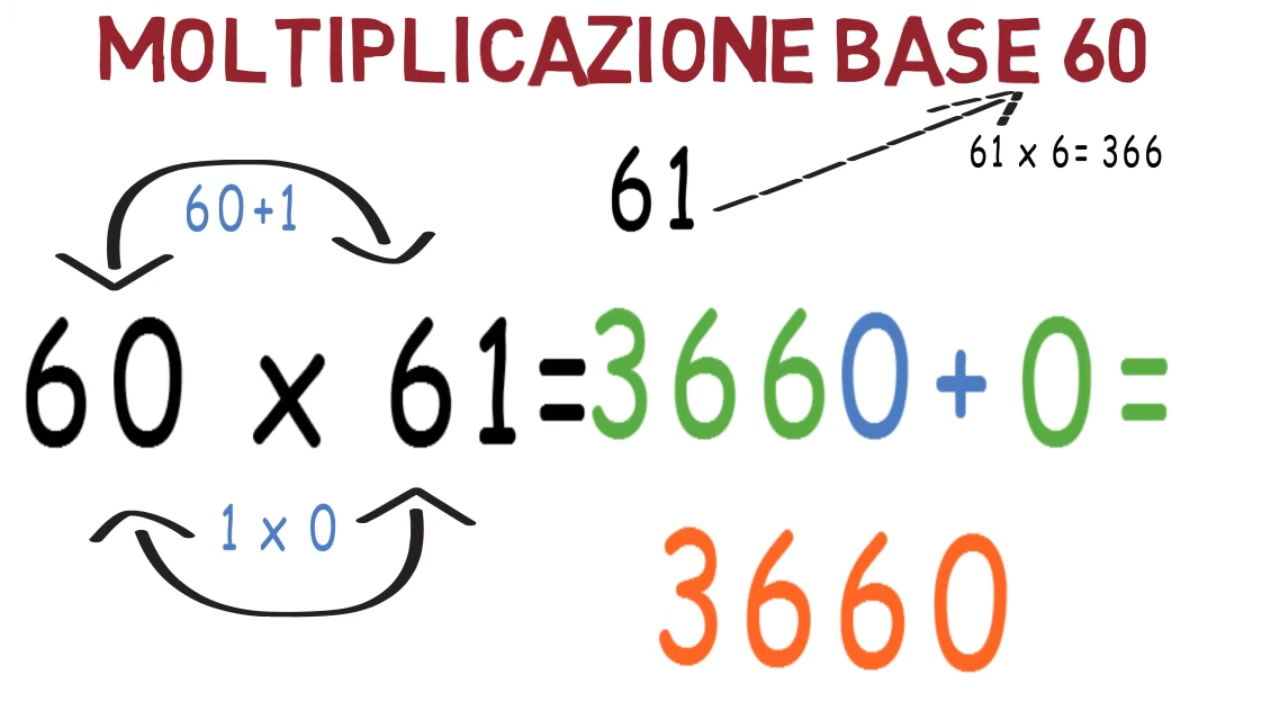 MOLTIPLICAZIONE BASE 60
61 x 6= 366
61
60+1
60 x 61=3660+0=
1 x 0
3660